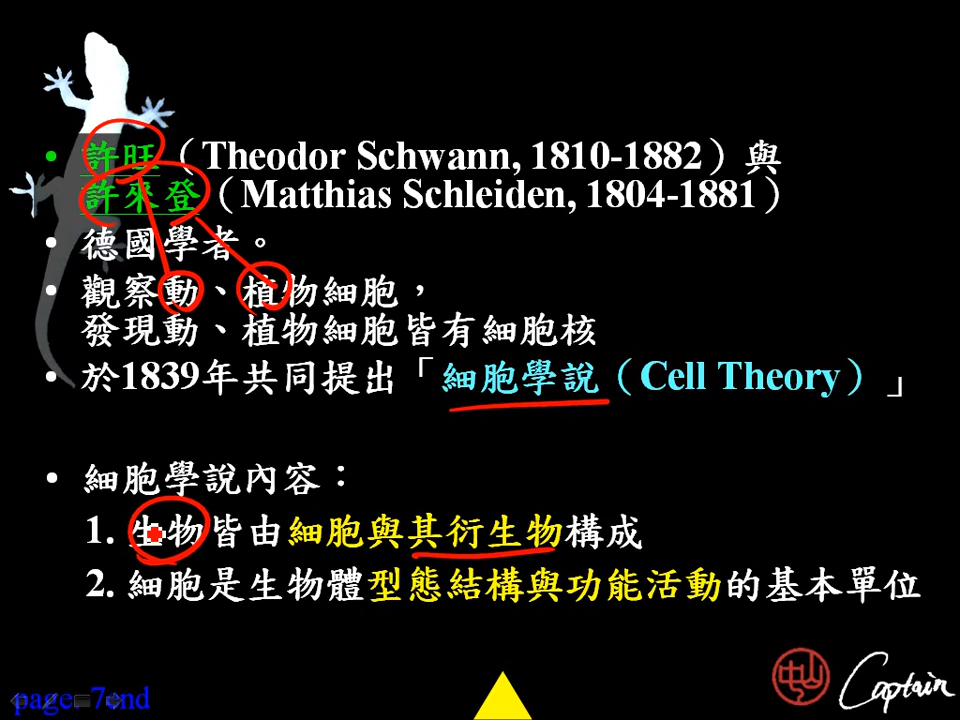 • 許旺（Theodor Schwann, 1810-1882）與
許來登（Matthias Schleiden, 1804-1881）
• 德國學者。
• 觀察動、植物細胞，
發現動、植物細胞皆有細胞核
• 於1839年共同提出「細胞學說（Cell Theory）」
• 細胞學說內容：
1. 生物皆由細胞與其衍生物構成
2. 細胞是生物體型態結構與功能活動的基本單位
Captain